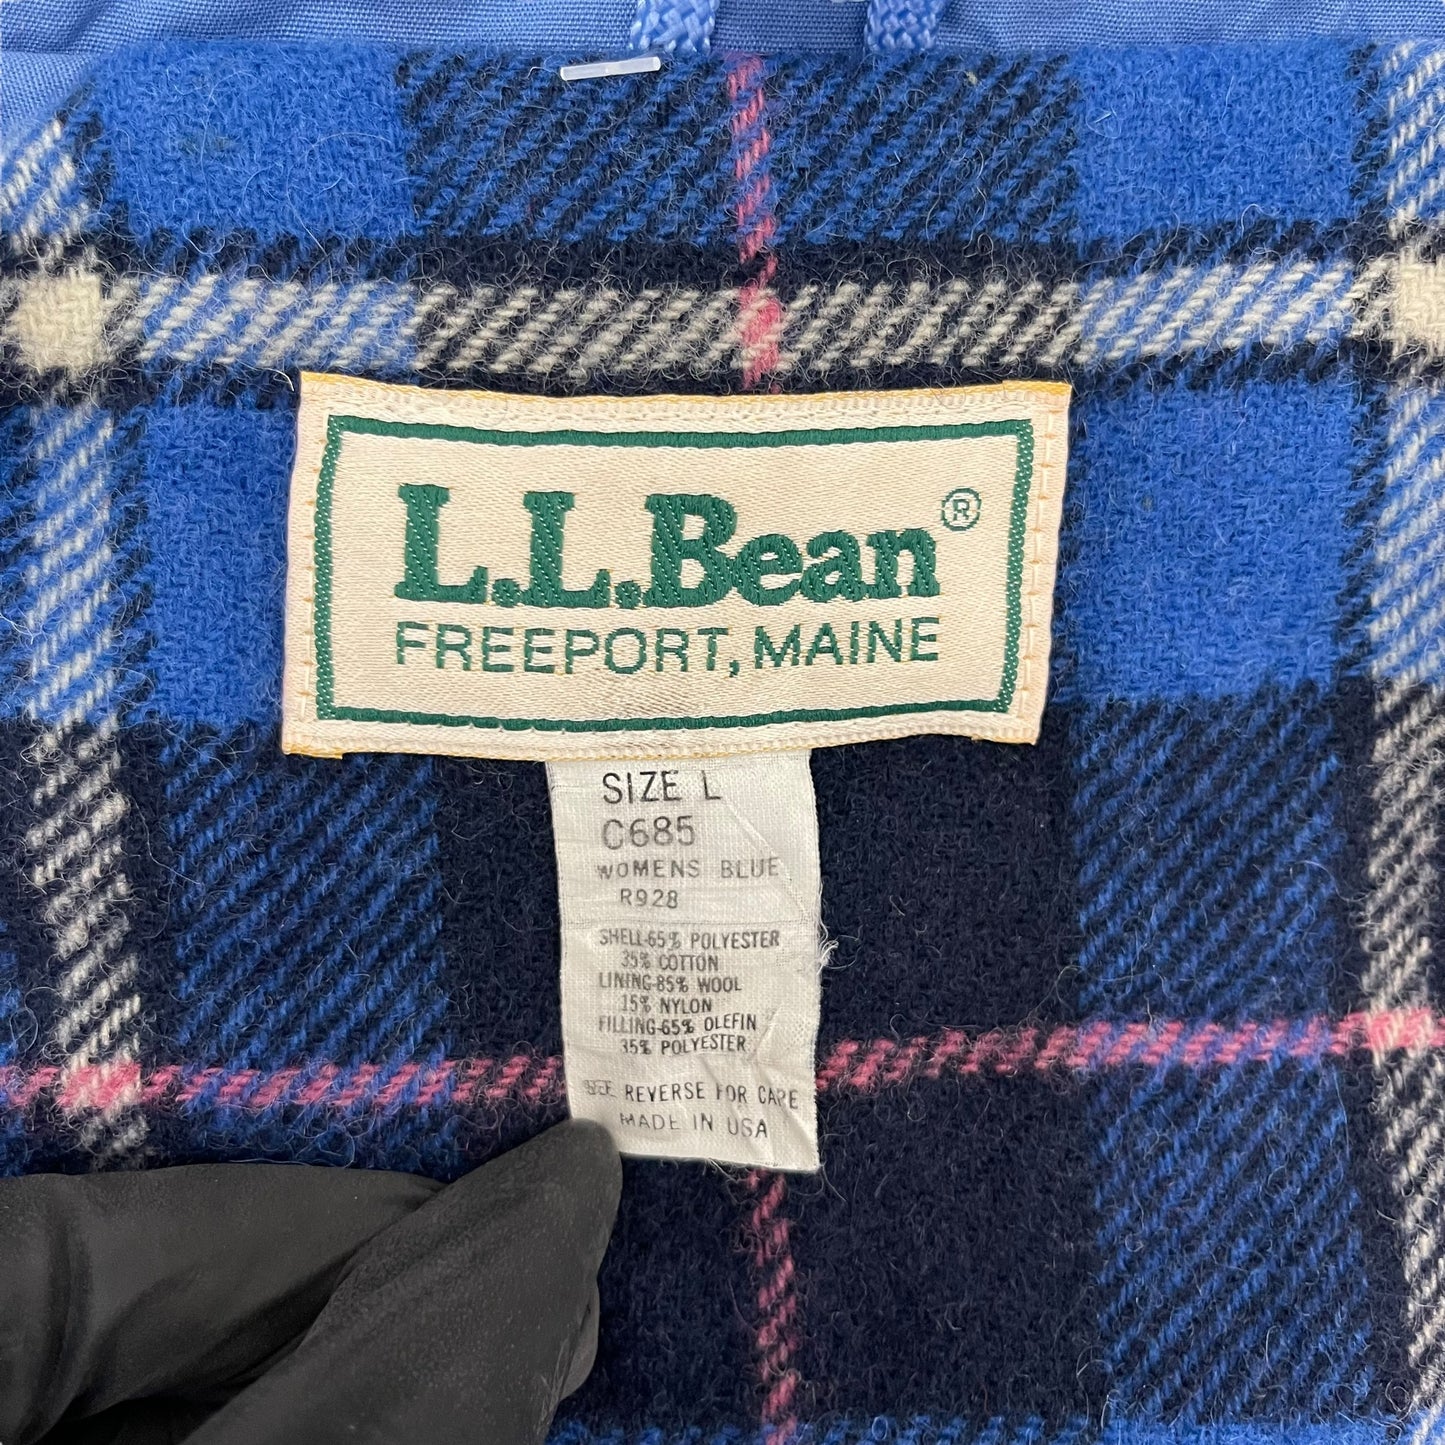 L.L.Bean®
FREEPORT, MAINE
SIZE L
C685
WOMENS BLUE
R928
SHELL-65% POLYESTER
35% COTTON
LINING-85% WOOL
15% NYLON
FILLING-65% OLEFIN
35% POLYESTER
SEE REVERSE FOR CARE
MADE IN USA